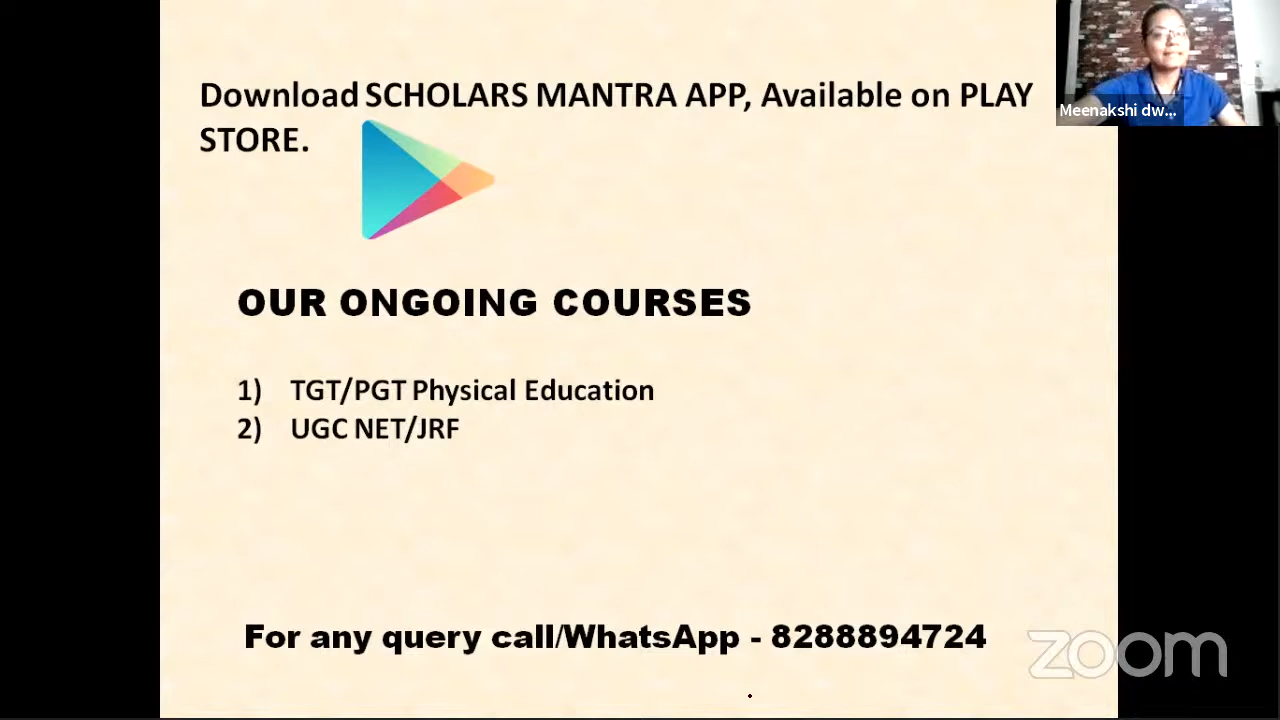 Download SCHOLARS MANTRA APP, Available on PLAY
STORE.
Meenakshi dw...
OUR ONGOING COURSES
1) TGT/PGT Physical Education
2) UGC NET/JRF
For any query call/WhatsApp - 8288894724
zoom